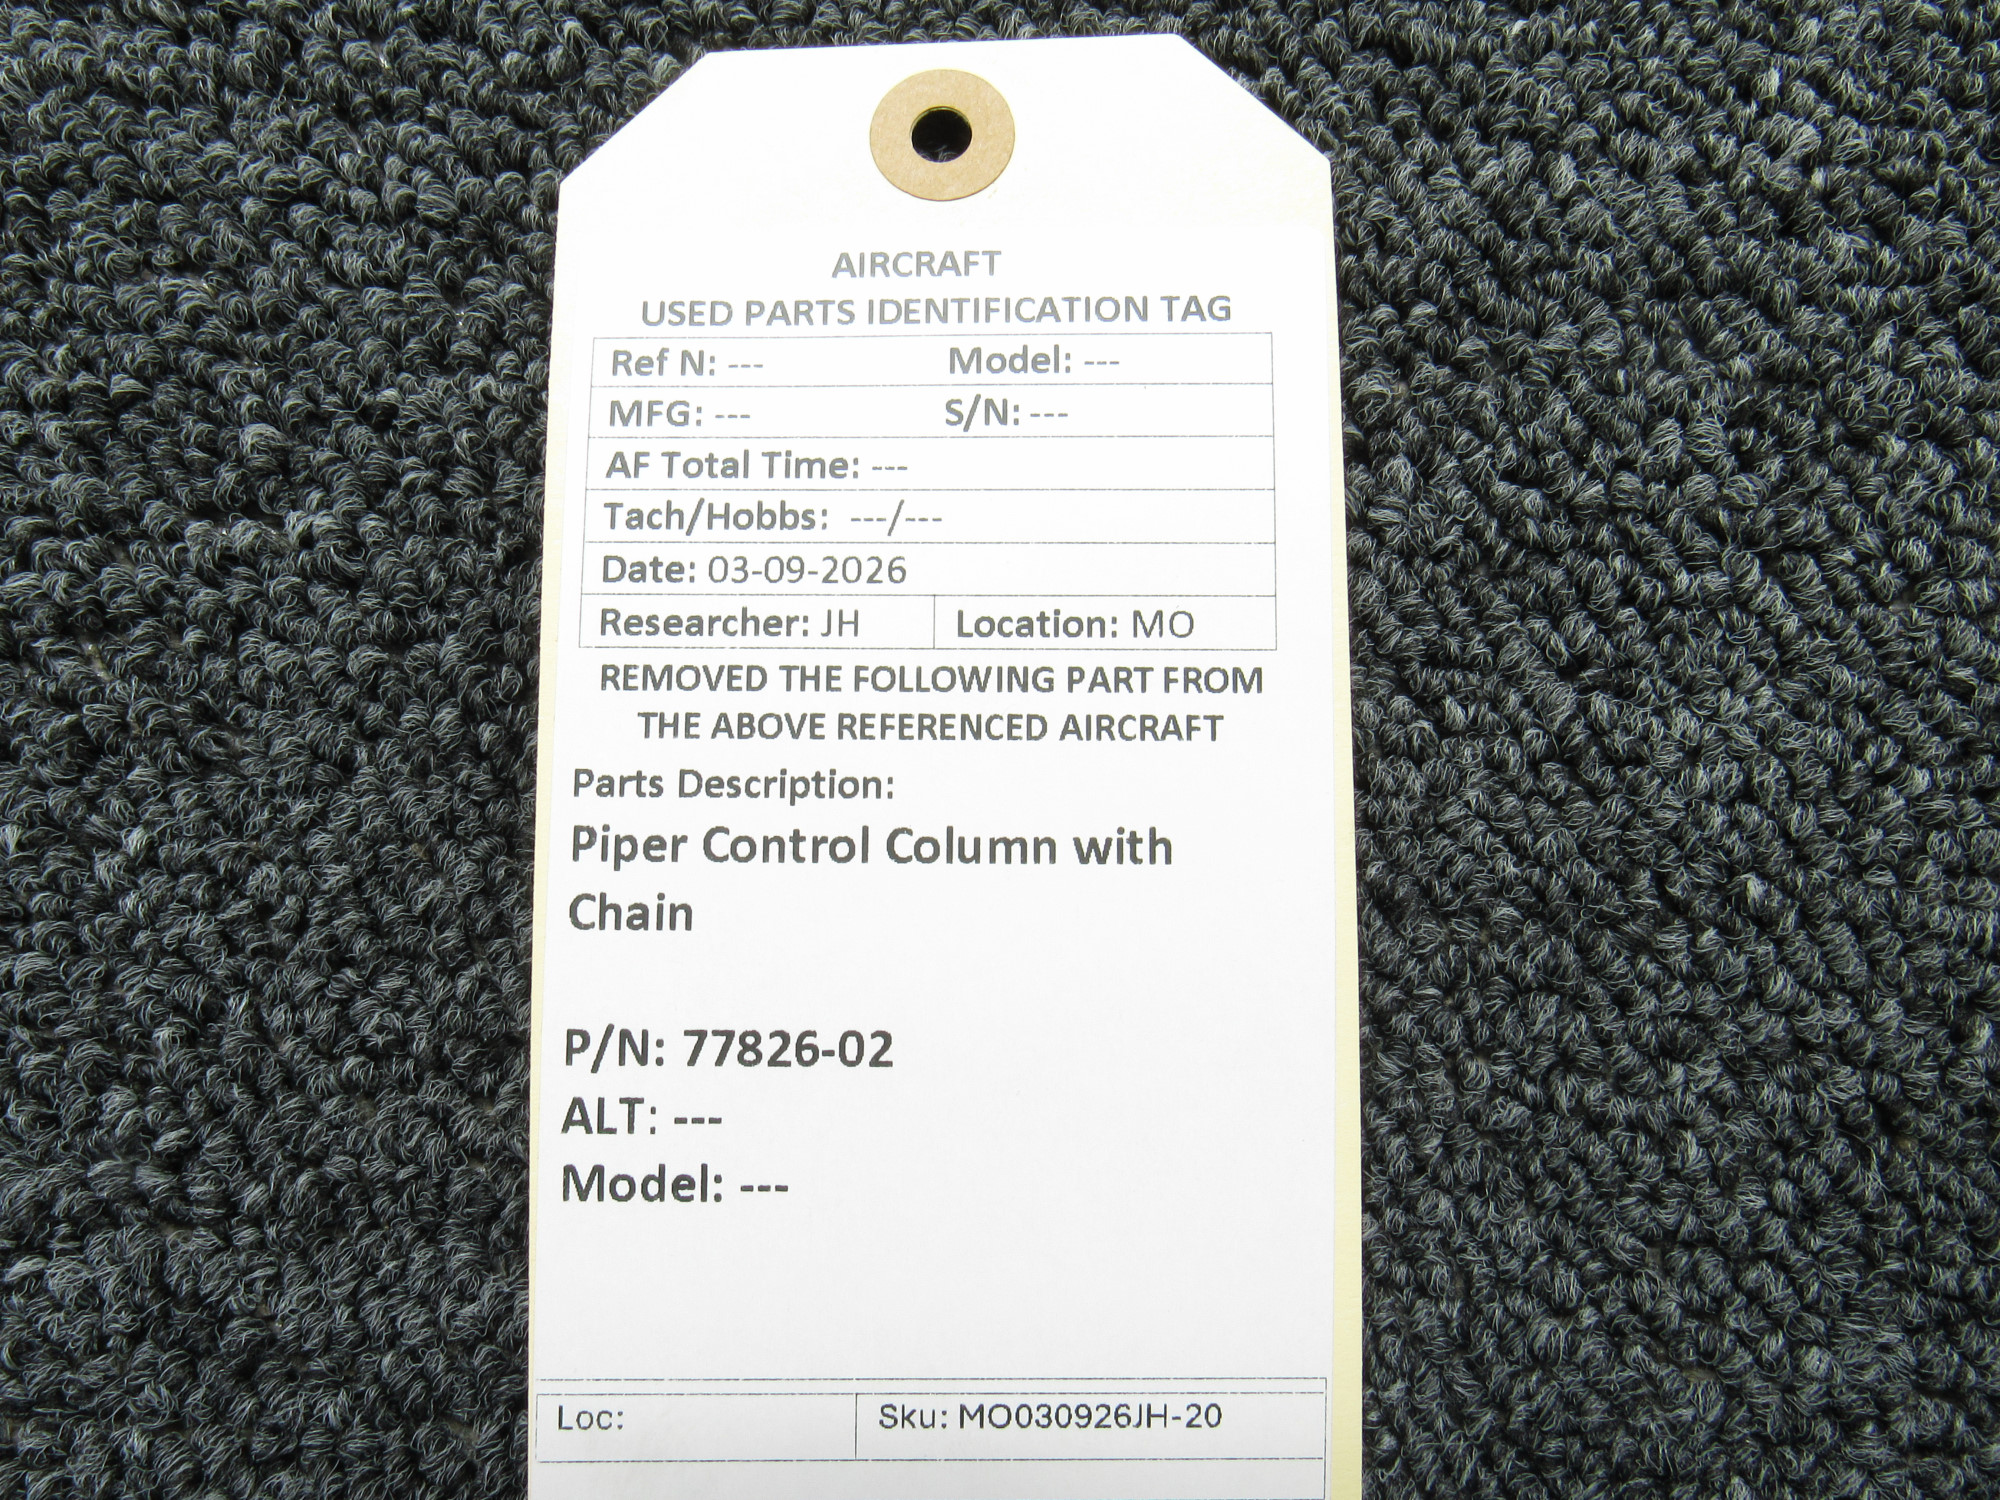 AIRCRAFT
USED PARTS IDENTIFICATION TAG
Ref N: --- Model: ---
MFG: --- S/N: ---
AF Total Time: ---
Tach/Hobbs: ---/---
Date: 03-09-2026
Researcher: JH Location: MO
REMOVED THE FOLLOWING PART FROM
THE ABOVE REFERENCED AIRCRAFT
Parts Description:
Piper Control Column with
Chain
P/N: 77826-02
ALT: ---
Model: ---
Loc: Sku: MO030926JH-20